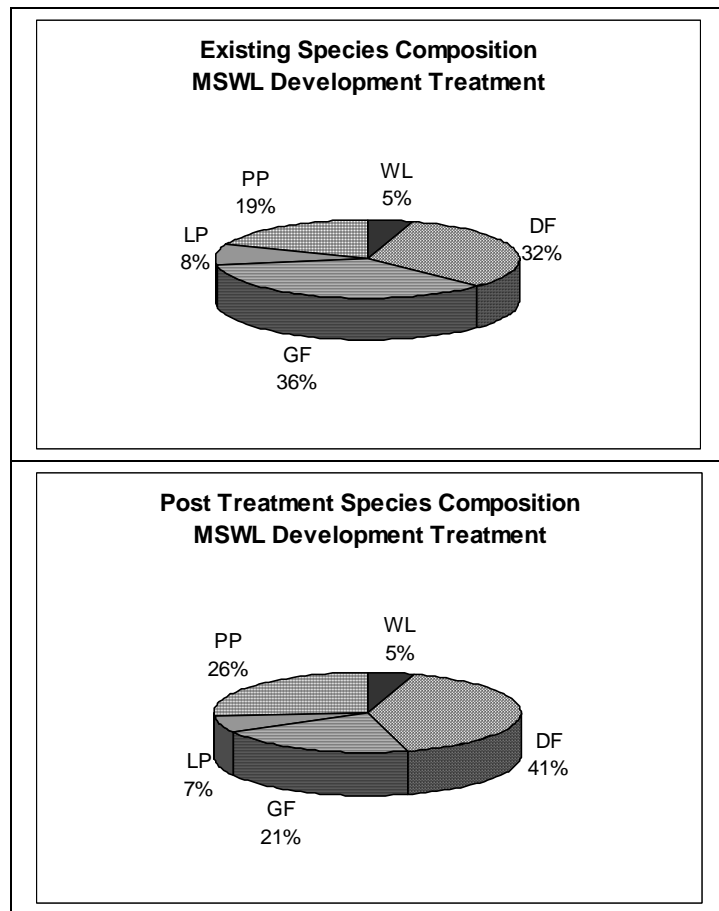 Existing Species Composition
MSWL Development Treatment
WL
5%
DF
32%
GF
36%
LP
8%
PP
19%
Post Treatment Species Composition
MSWL Development Treatment
WL
5%
DF
41%
GF
21%
LP
7%
PP
26%